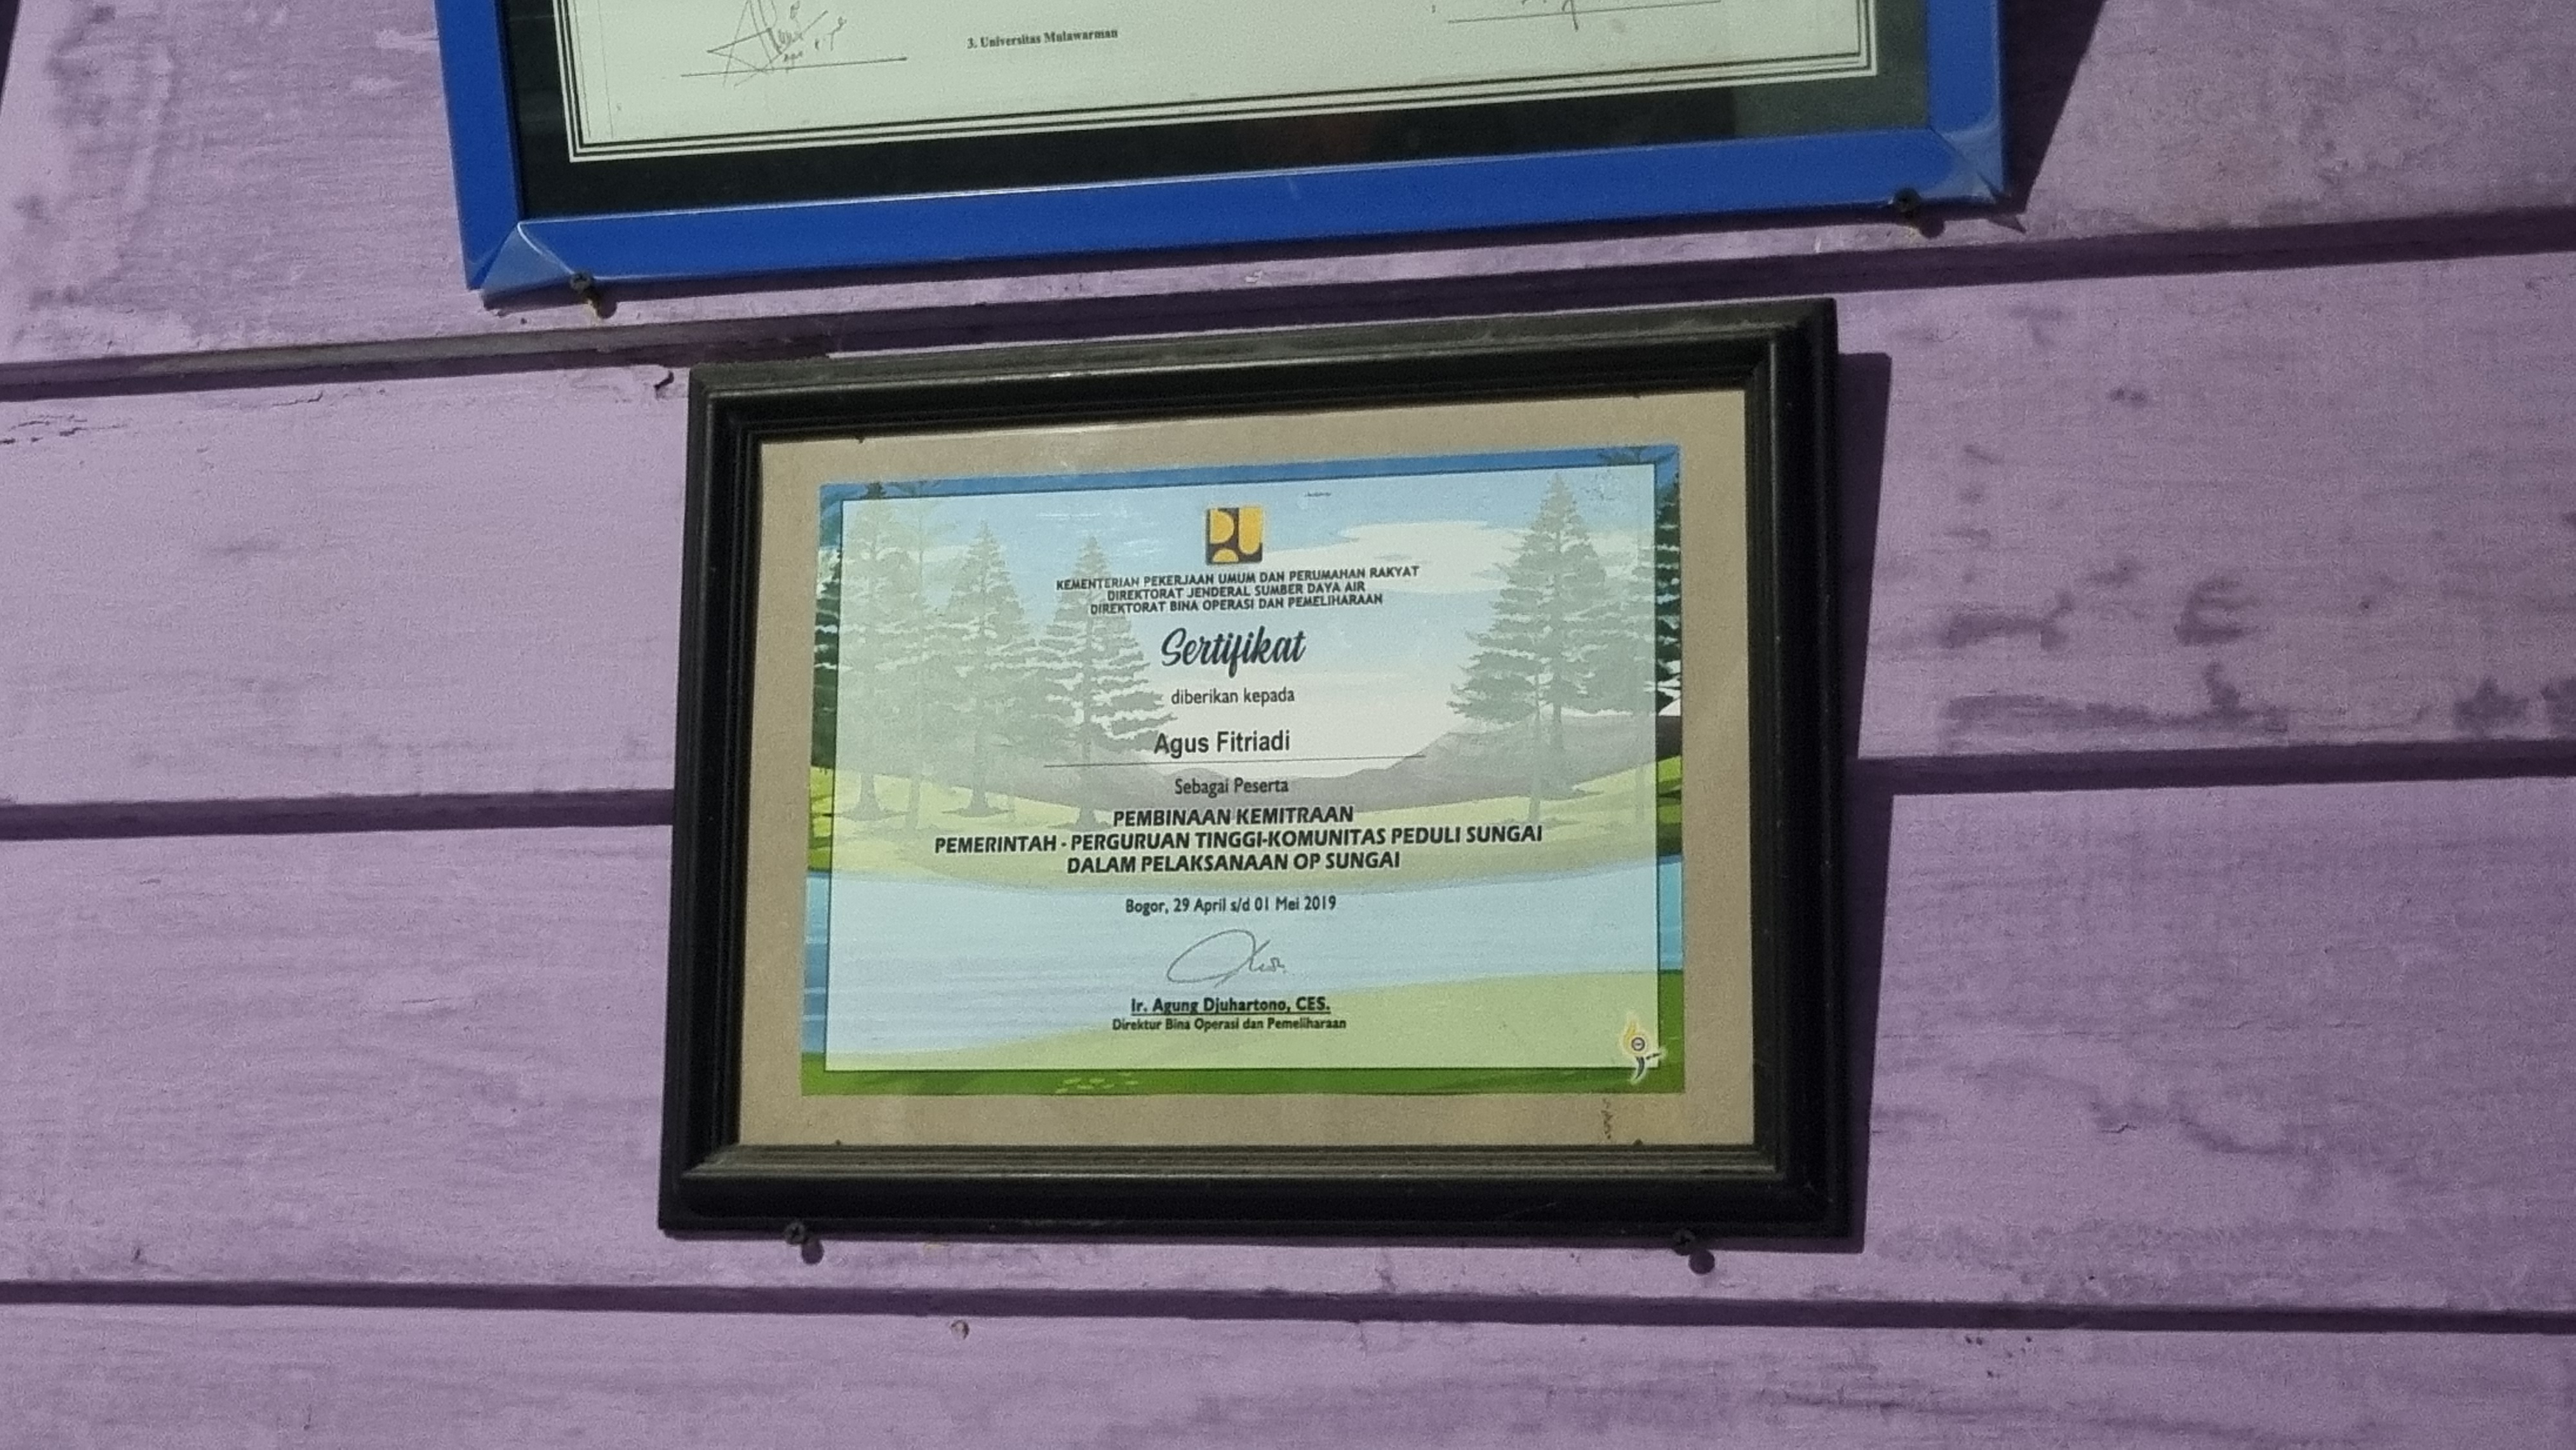 3. Universitas Mulawarman
PU
KEMENTERIAN PEKERJAAN UMUM DAN PERUMAHAN RAKYAT
DIREKTORAT JENDERAL SUMBER DAYA AIR
DIREKTORAT BINA OPERASI DAN PEMELIHARAAN
Sertifikat
diberikan kepada
Agus Fitriadi
Sebagai Peserta
PEMBINAAN KEMITRAAN
PEMERINTAH - PERGURUAN TINGGI-KOMUNITAS PEDULI SUNGAI
DALAM PELAKSANAAN OP SUNGAI
Bogor, 29 April s/d 01 Mei 2019
Ir. Agung Djuhartono, CES.
Direktur Bina Operasi dan Pemeliharaan